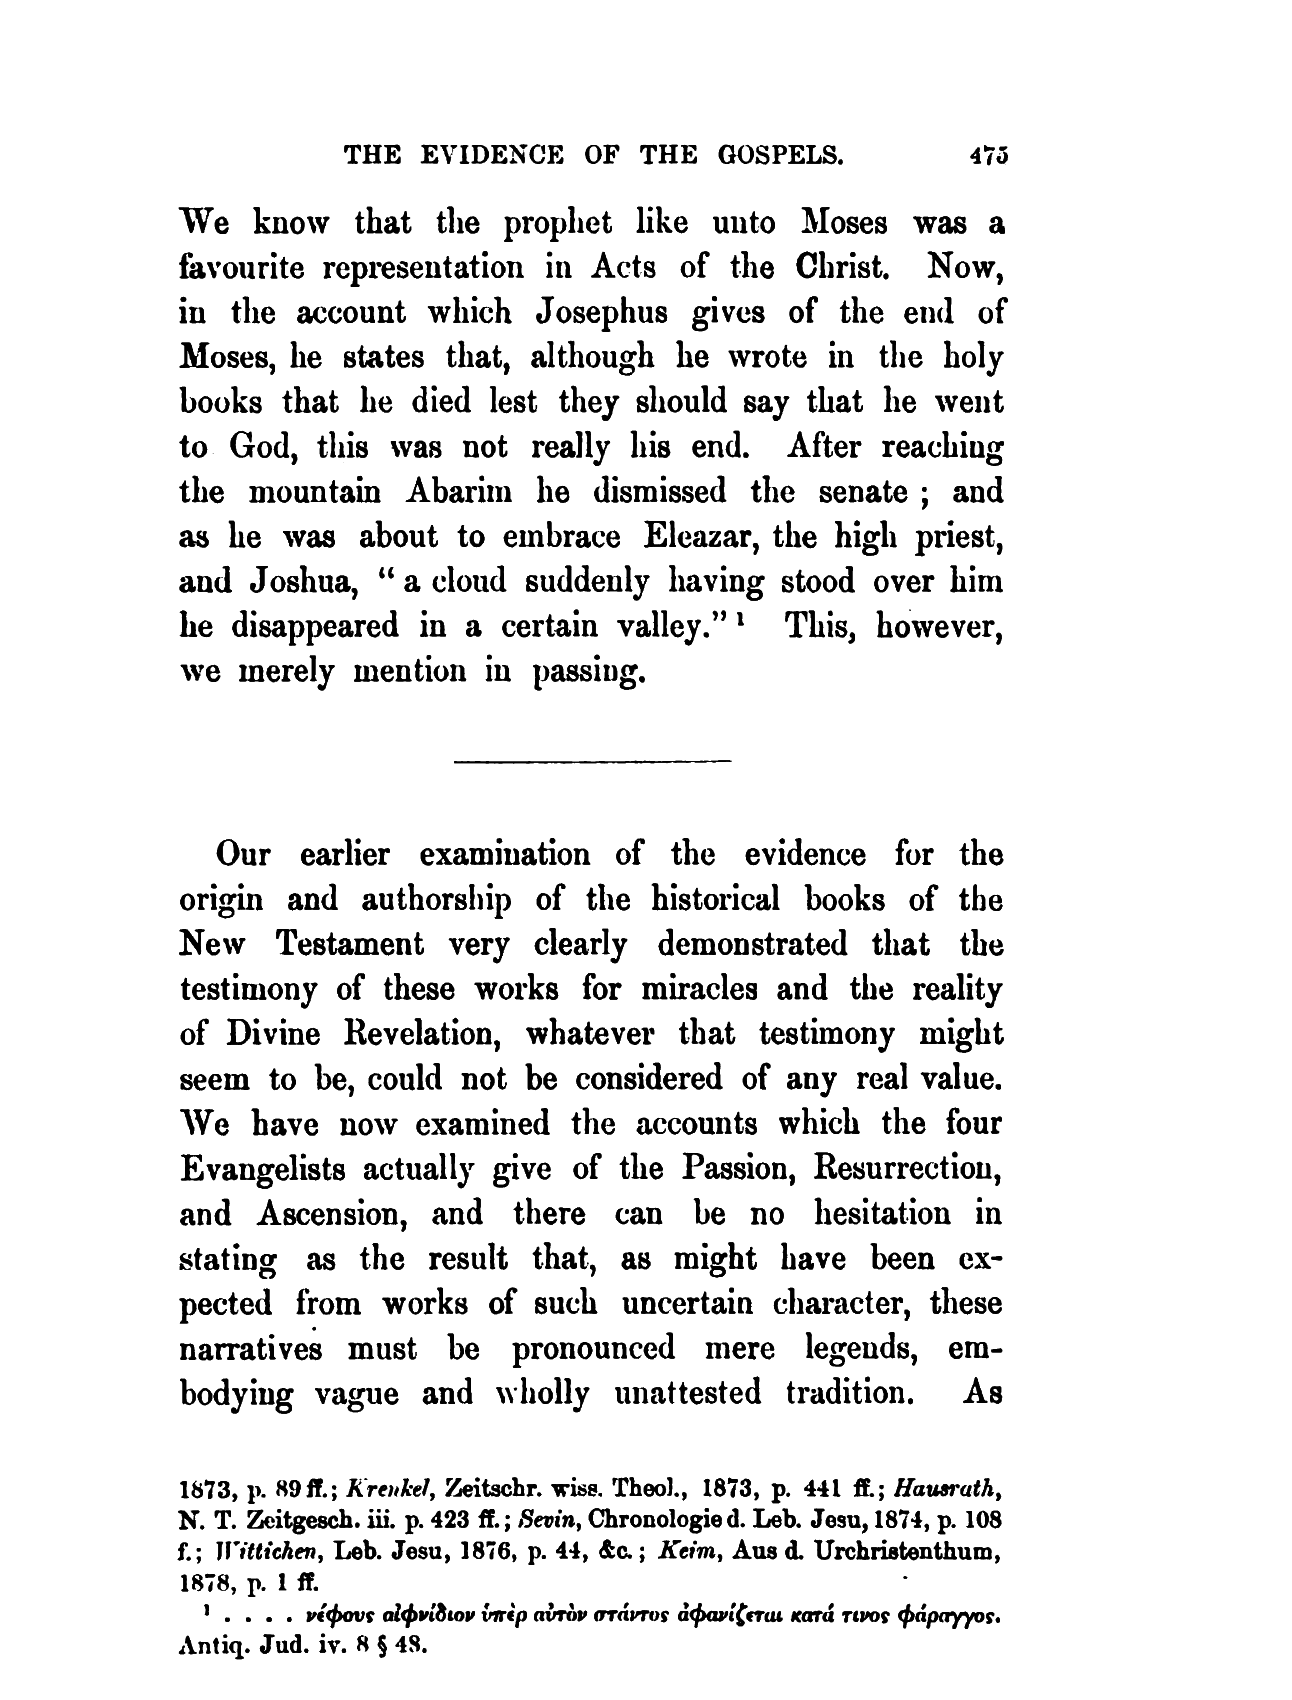 THE EVIDENCE OF THE GOSPELS. 475
We know that the prophet like unto Moses was a
favourite representation in Acts of the Christ. Now,
in the account which Josephus gives of the end of
Moses, he states that, although he wrote in the holy
books that he died lest they should say that he went
to God, this was not really his end. After reaching
the mountain Abarim he dismissed the senate ; and
as he was about to embrace Eleazar, the high priest,
and Joshua, “ a cloud suddenly having stood over him
he disappeared in a certain valley.” ¹ This, however,
we merely mention in passing.
Our earlier examination of the evidence for the
origin and authorship of the historical books of the
New Testament very clearly demonstrated that the
testimony of these works for miracles and the reality
of Divine Revelation, whatever that testimony might
seem to be, could not be considered of any real value.
We have now examined the accounts which the four
Evangelists actually give of the Passion, Resurrection,
and Ascension, and there can be no hesitation in
stating as the result that, as might have been ex-
pected from works of such uncertain character, these
narratives must be pronounced mere legends, em-
bodying vague and wholly unattested tradition. As
1873, p. 89 ff.; Krenkel, Zeitschr. wiss. Theol., 1873, p. 441 ff.; Hausrath,
N. T. Zeitgesch. iii. p. 423 ff.; Sevin, Chronologie d. Leb. Jesu, 1874, p. 108
f.; Wittichen, Leb. Jesu, 1876, p. 44, &c.; Keim, Aus d. Urchristenthum,
1878, p. 1 ff.
¹ . . . . νέφους αἰφνίδιον ὑπὲρ αὐτὸν στάντος ἀφανίζεται κατά τινος φάραγγος.
Antiq. Jud. iv. 8 § 48.